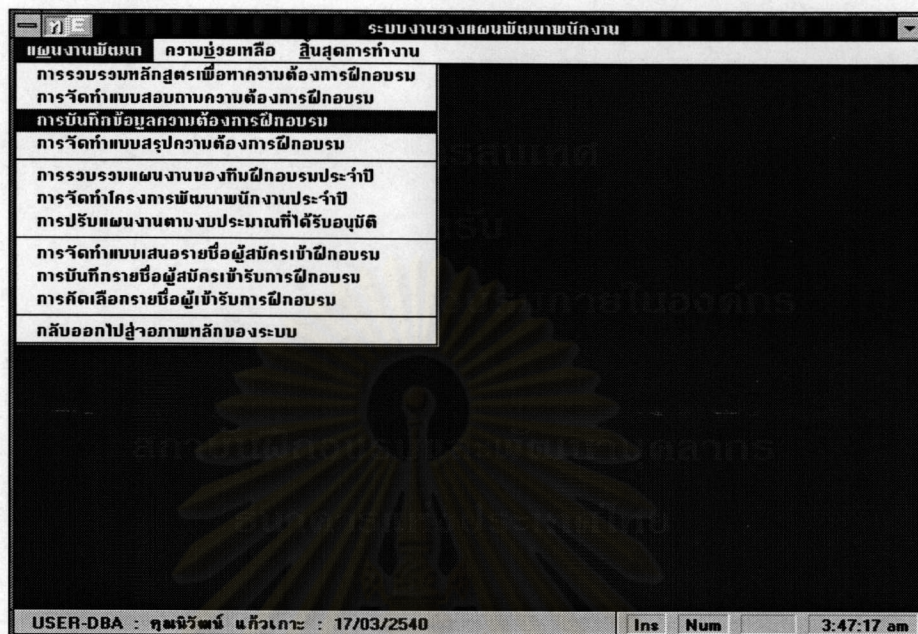 ก E
ระบบงานวางแผนพัฒนาพนักงาน
แผนงานพัฒนา ความช่วยเหลือ สิ้นสุดการทำงาน
การรวบรวมหลักสูตรเพื่อหาความต้องการฝึกอบรม
การจัดทำแบบสอบถามความต้องการฝึกอบรม
การบันทึกข้อมูลความต้องการฝึกอบรม
การจัดทำแบบสรุปความต้องการฝึกอบรม
การรวบรวมแผนงานของทีมฝึกอบรมประจำปี
การจัดทำโครงการพัฒนาพนักงานประจำปี
การปรับแผนงานตามงบประมาณที่ได้รับอนุมัติ
การจัดทำแบบเสนอรายชื่อผู้สมัครเข้าฝึกอบรม
การบันทึกรายชื่อผู้สมัครเข้ารับการฝึกอบรม
การคัดเลือกรายชื่อผู้เข้ารับการฝึกอบรม
กลับออกไปสู่จอภาพหลักของระบบ
ภายในองค์กร
USER-DBA : คุณนิวัฒน์ แก้วเกาะ : 17/03/2540 Ins Num 3:47:17 am